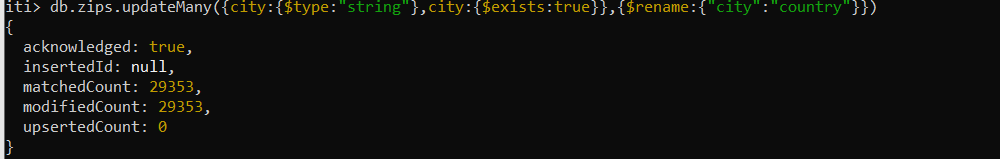 iti> db.zips.updateMany({city:{$type:"string"},city:{$exists:true}},{$rename:{"city":"country"}})
{
  acknowledged: true,
  insertedId: null,
  matchedCount: 29353,
  modifiedCount: 29353,
  upsertedCount: 0
}